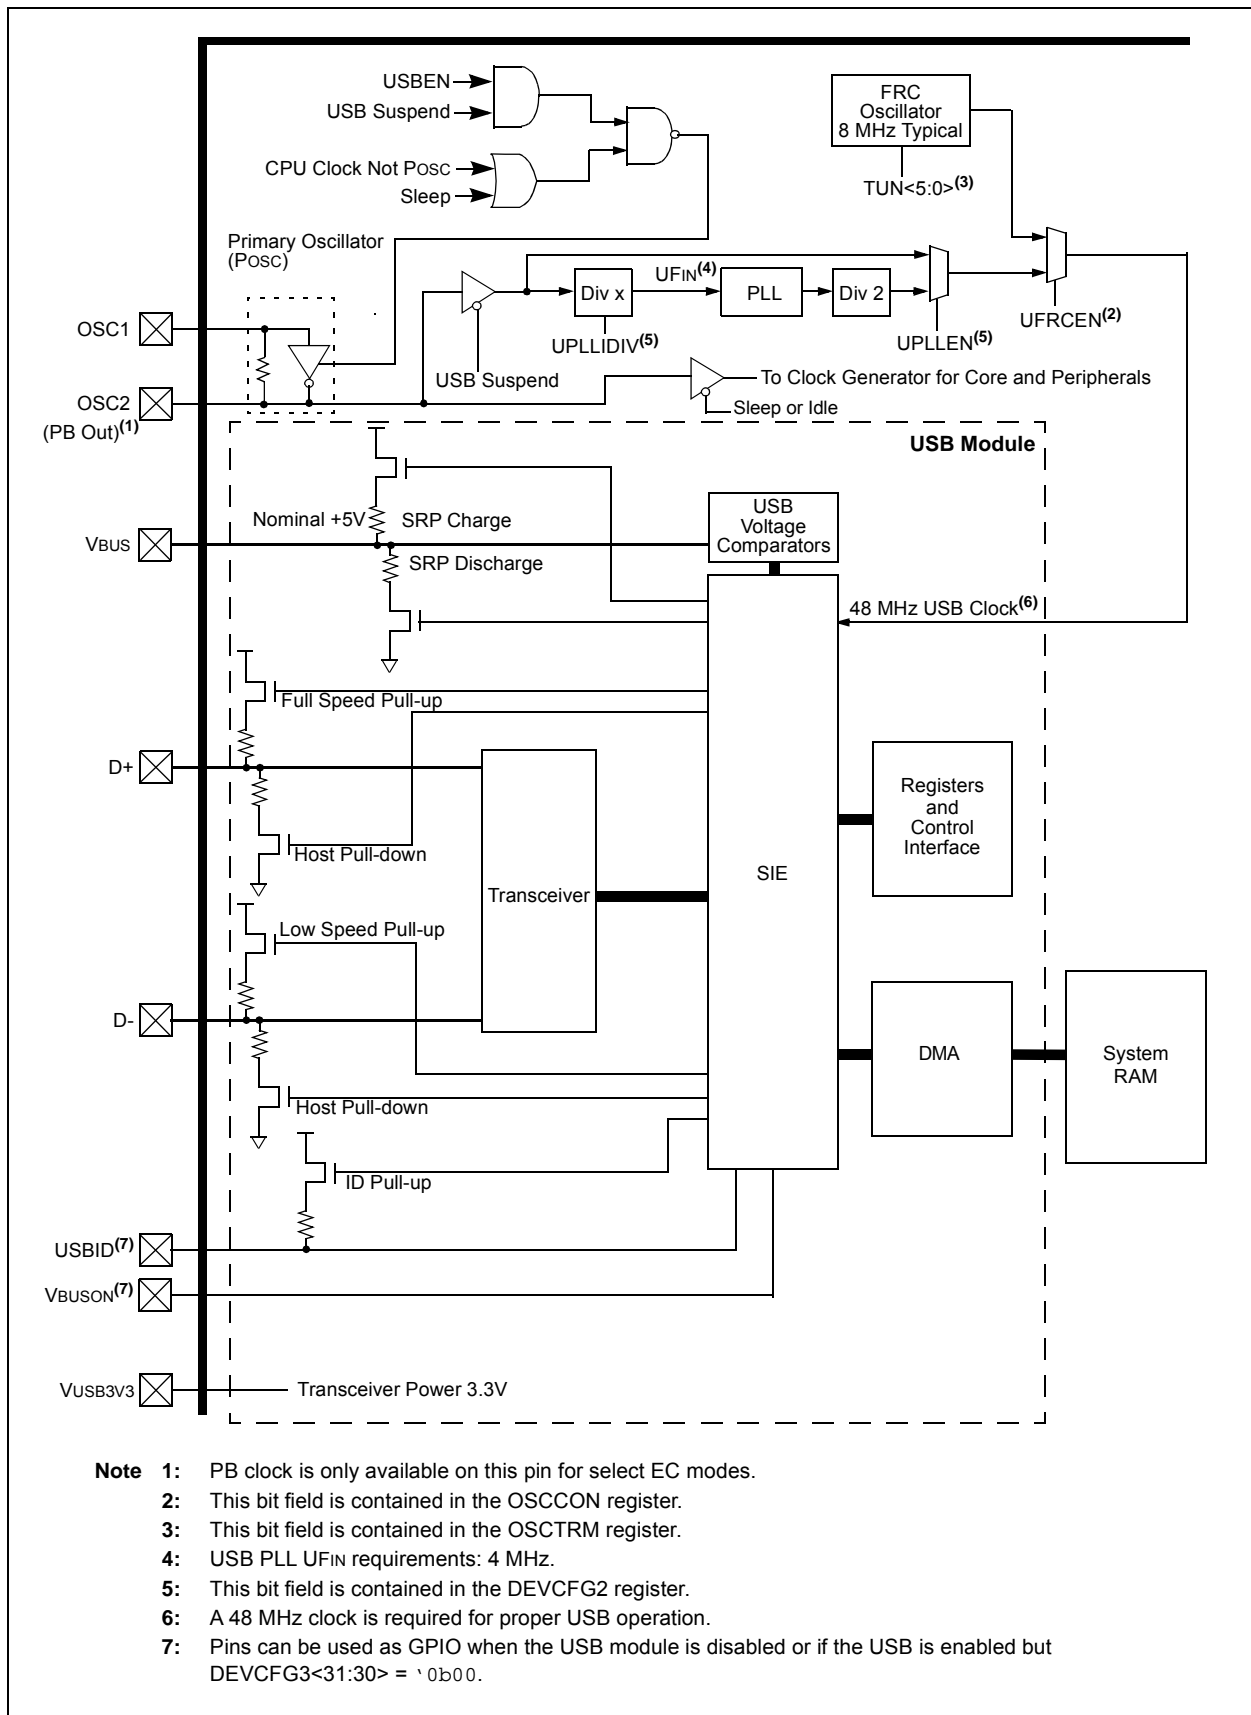 USBEN
USB Suspend
CPU Clock Not POSC
Sleep
FRC
Oscillator
8 MHz Typical
TUN<5:0>(3)
Primary Oscillator
(POSC)
UFIN(4)
Div x
PLL
Div 2
UFRCEN(2)
OSC1
UPLLIDIV(5)
UPLLEN(5)
USB Suspend
To Clock Generator for Core and Peripherals
OSC2
(PB Out)(1)
Sleep or Idle
USB Module
Nominal +5V
SRP Charge
USB
Voltage
Comparators
VBUS
SRP Discharge
48 MHz USB Clock(6)
Full Speed Pull-up
D+
Registers
and
Control
Interface
Host Pull-down
SIE
Transceiver
Low Speed Pull-up
D-
DMA
System
RAM
Host Pull-down
ID Pull-up
USBID(7)
VBUSON(7)
VUSB3V3
Transceiver Power 3.3V
Note 1: PB clock is only available on this pin for select EC modes.
2: This bit field is contained in the OSCCON register.
3: This bit field is contained in the OSCTRM register.
4: USB PLL UFIN requirements: 4 MHz.
5: This bit field is contained in the DEVCFG2 register.
6: A 48 MHz clock is required for proper USB operation.
7: Pins can be used as GPIO when the USB module is disabled or if the USB is enabled but
DEVCFG3<31:30> = ‘0b00.